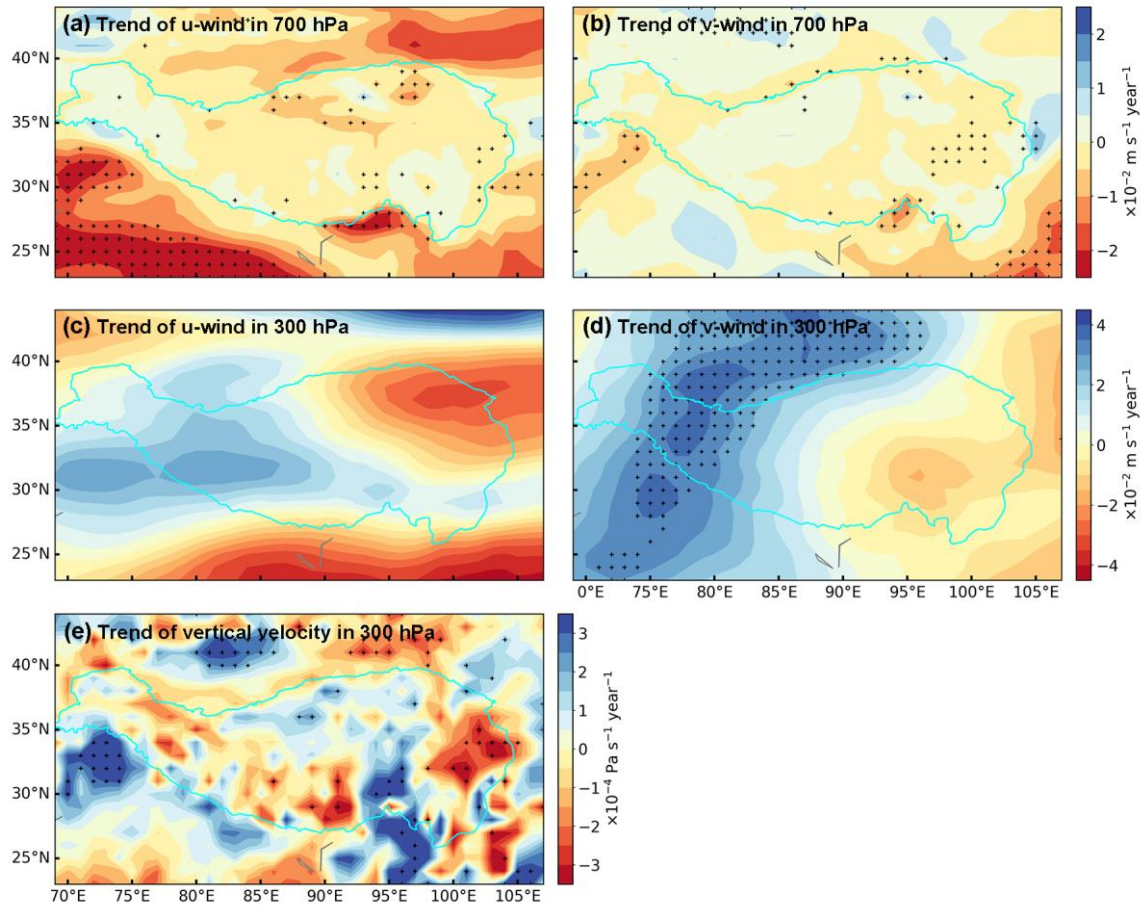 (a) Trend of u-wind in 700 hPa
(b) Trend of v-wind in 700 hPa
40°N
35°N
30°N
25°N
2
1
0
−1
−2
×10⁻² m s⁻¹ year⁻¹
(c) Trend of u-wind in 300 hPa
(d) Trend of v-wind in 300 hPa
40°N
35°N
30°N
25°N
0°E 75°E 80°E 85°E 90°E 95°E 100°E 105°E
4
2
0
−2
−4
×10⁻² m s⁻¹ year⁻¹
(e) Trend of vertical velocity in 300 hPa
40°N
35°N
30°N
25°N
70°E 75°E 80°E 85°E 90°E 95°E 100°E 105°E
3
2
1
0
−1
−2
−3
×10⁻⁴ Pa s⁻¹ year⁻¹